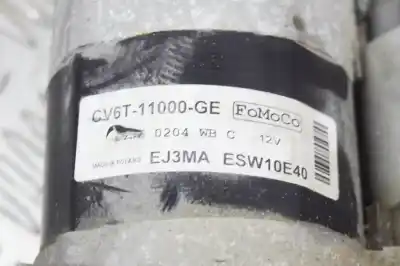 CV6T-11000-GE FoMoCo
0204 WB C 12V
EJ3MA ESW10E40